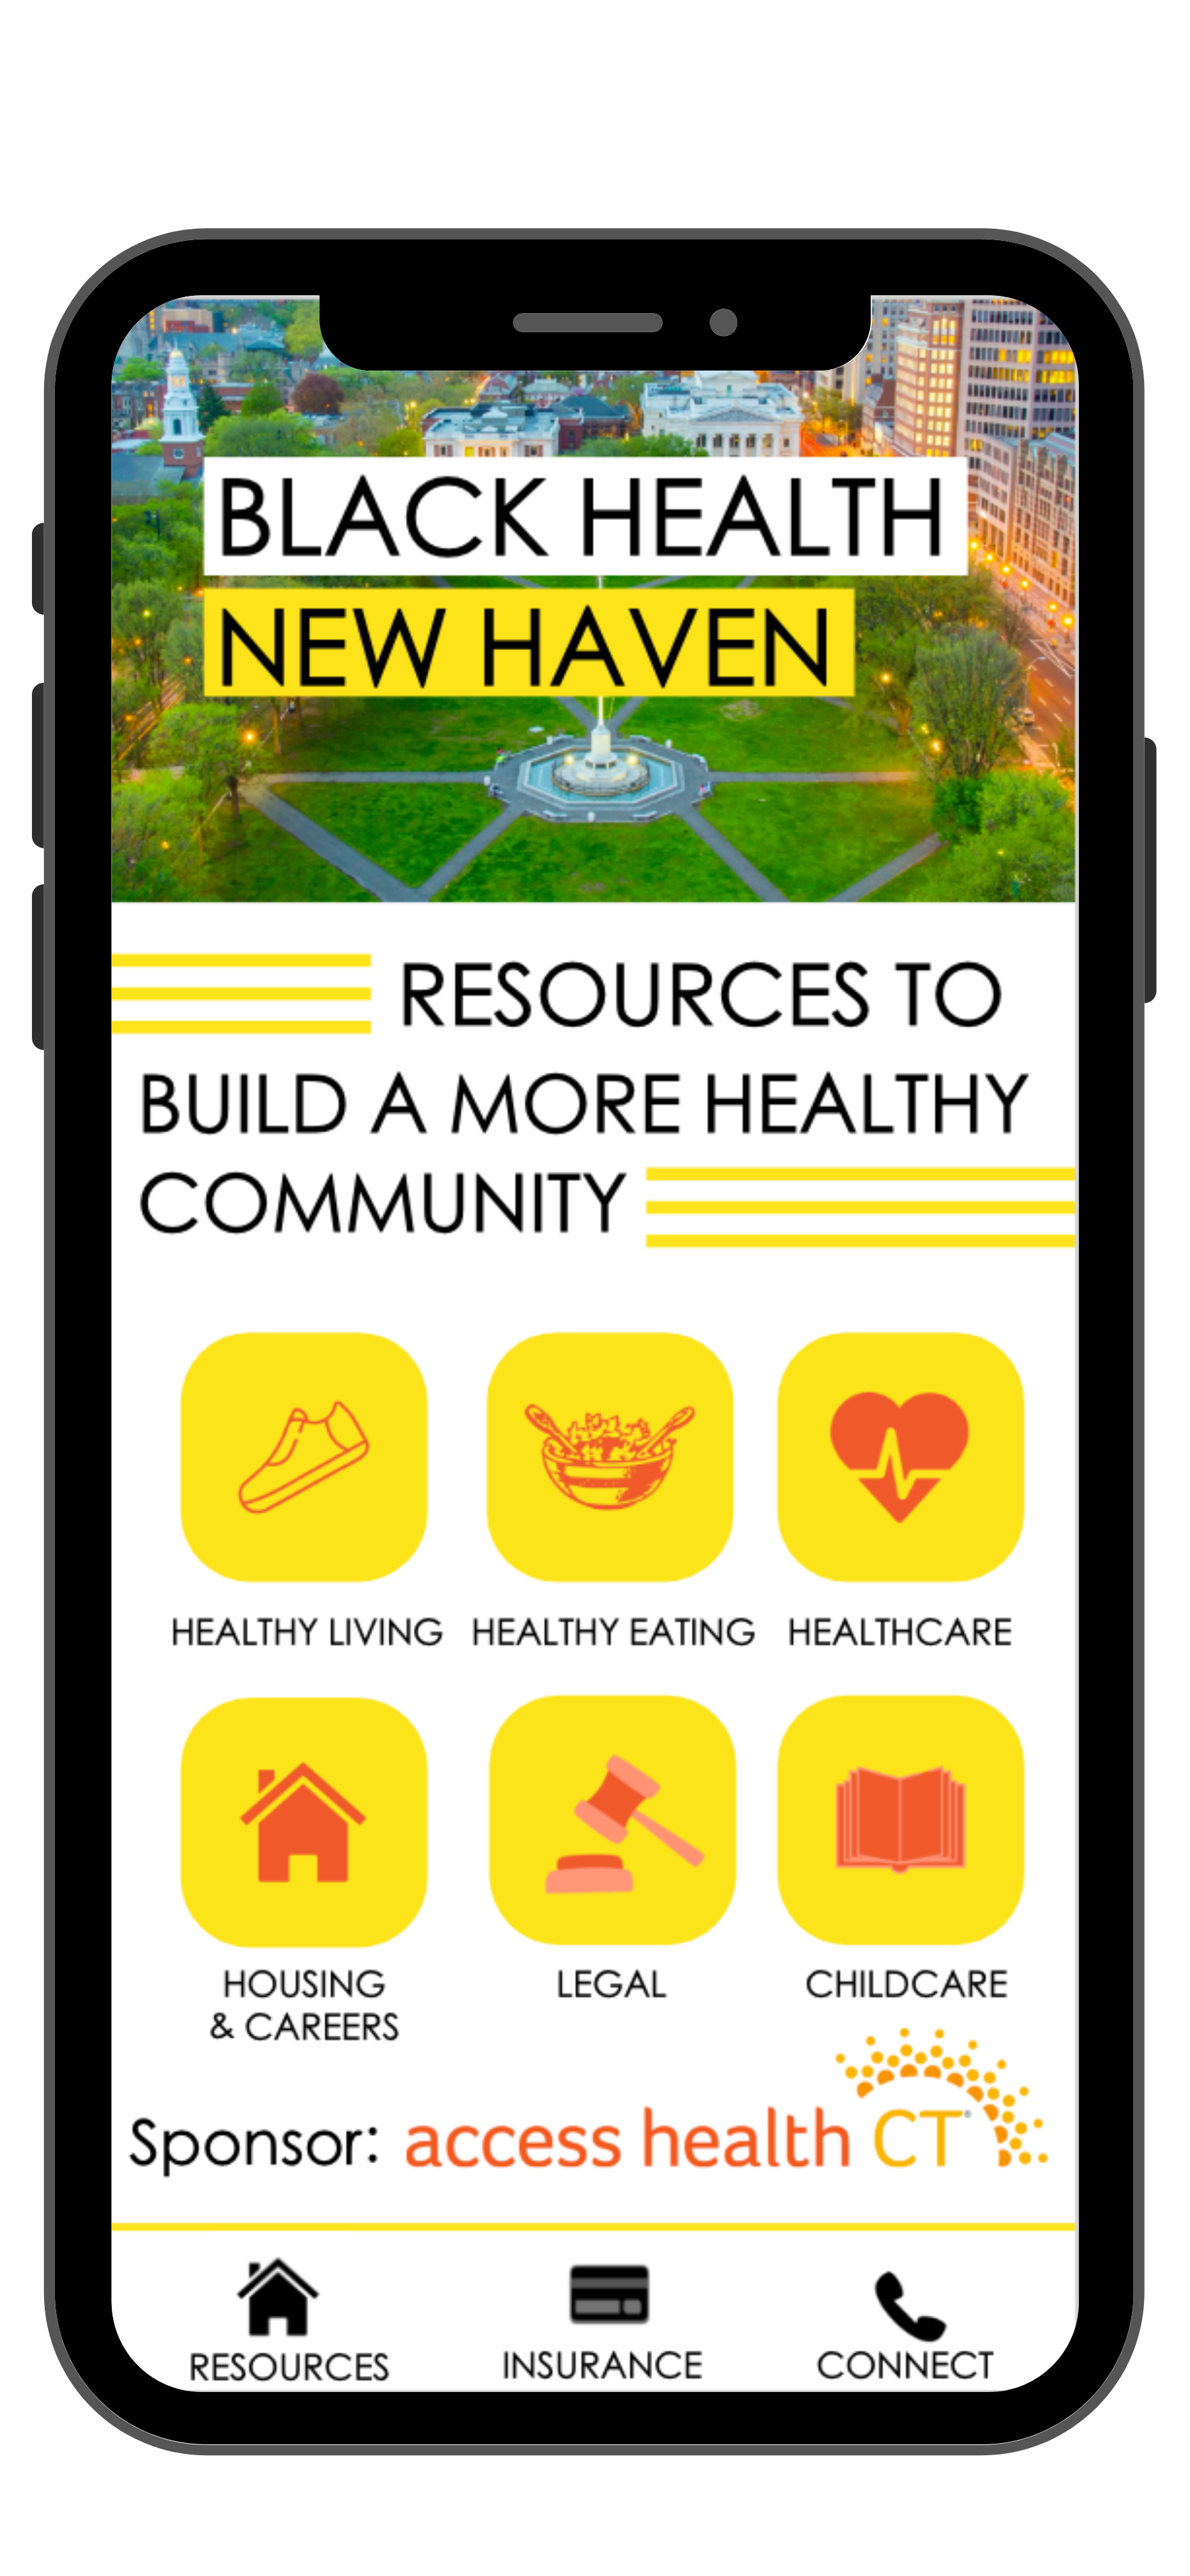 BLACK HEALTH
NEW HAVEN
RESOURCES TO
BUILD A MORE HEALTHY
COMMUNITY
HEALTHY LIVING HEALTHY EATING HEALTHCARE
HOUSING LEGAL CHILDCARE
& CAREERS
Sponsor: access health CT®
RESOURCES INSURANCE CONNECT